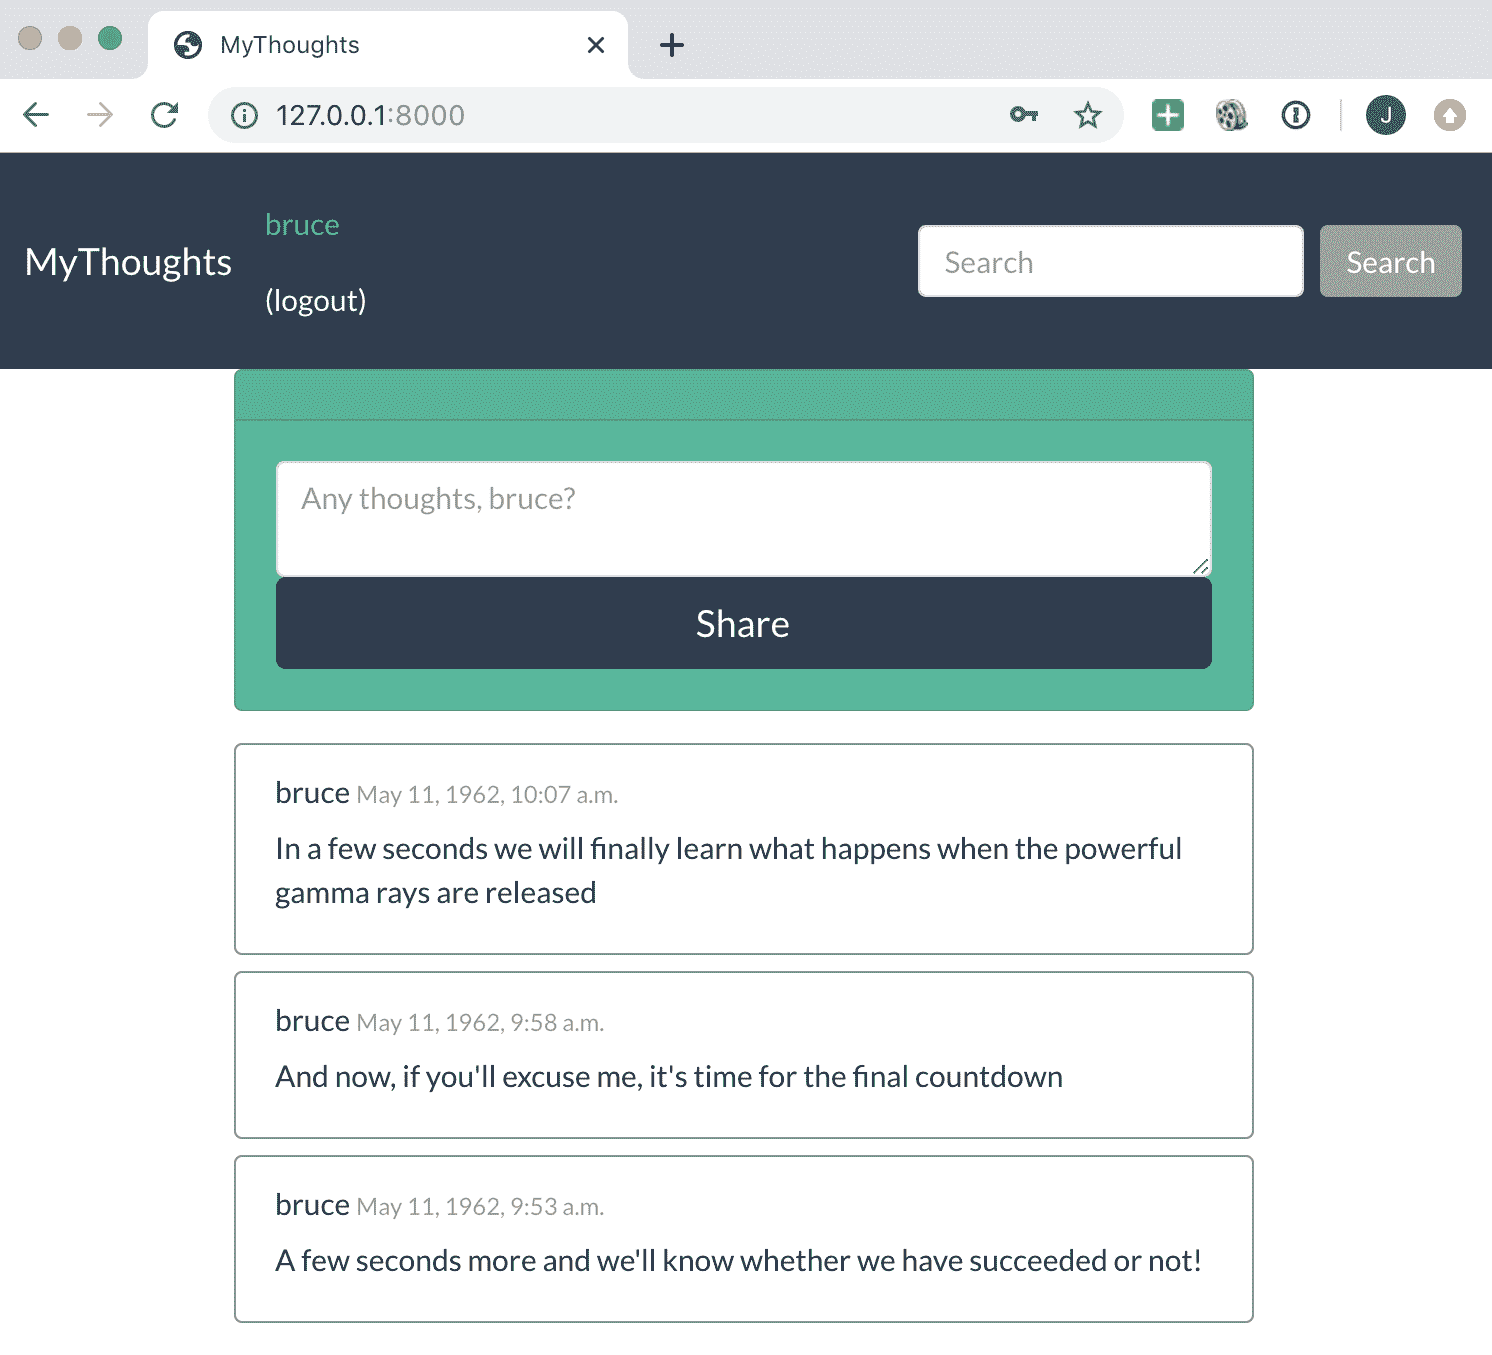 MyThoughts
127.0.0.1:8000
J
MyThoughts
bruce
(logout)
Search
Search
Any thoughts, bruce?
Share
bruce May 11, 1962, 10:07 a.m.
In a few seconds we will finally learn what happens when the powerful
gamma rays are released
bruce May 11, 1962, 9:58 a.m.
And now, if you'll excuse me, it's time for the final countdown
bruce May 11, 1962, 9:53 a.m.
A few seconds more and we'll know whether we have succeeded or not!